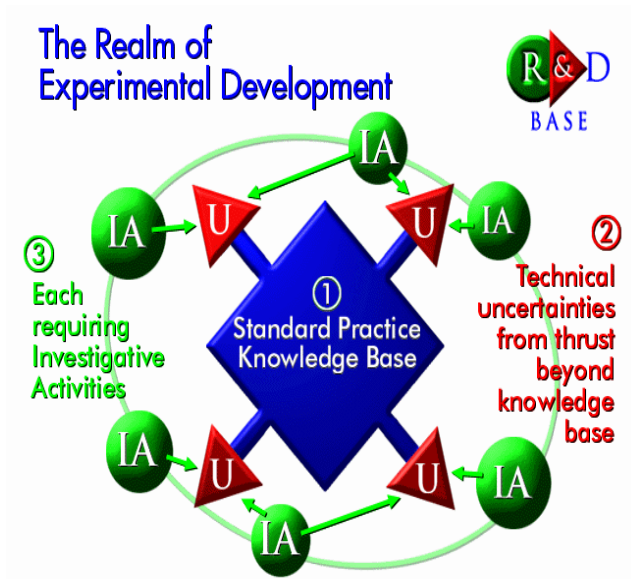 The Realm of
Experimental Development
R & D
BASE
IA
IA
IA
U
U
③
Each
requiring
Investigative
Activities
①
Standard Practice
Knowledge Base
②
Technical
uncertainties
from thrust
beyond
knowledge
base
IA
U
U
IA
IA